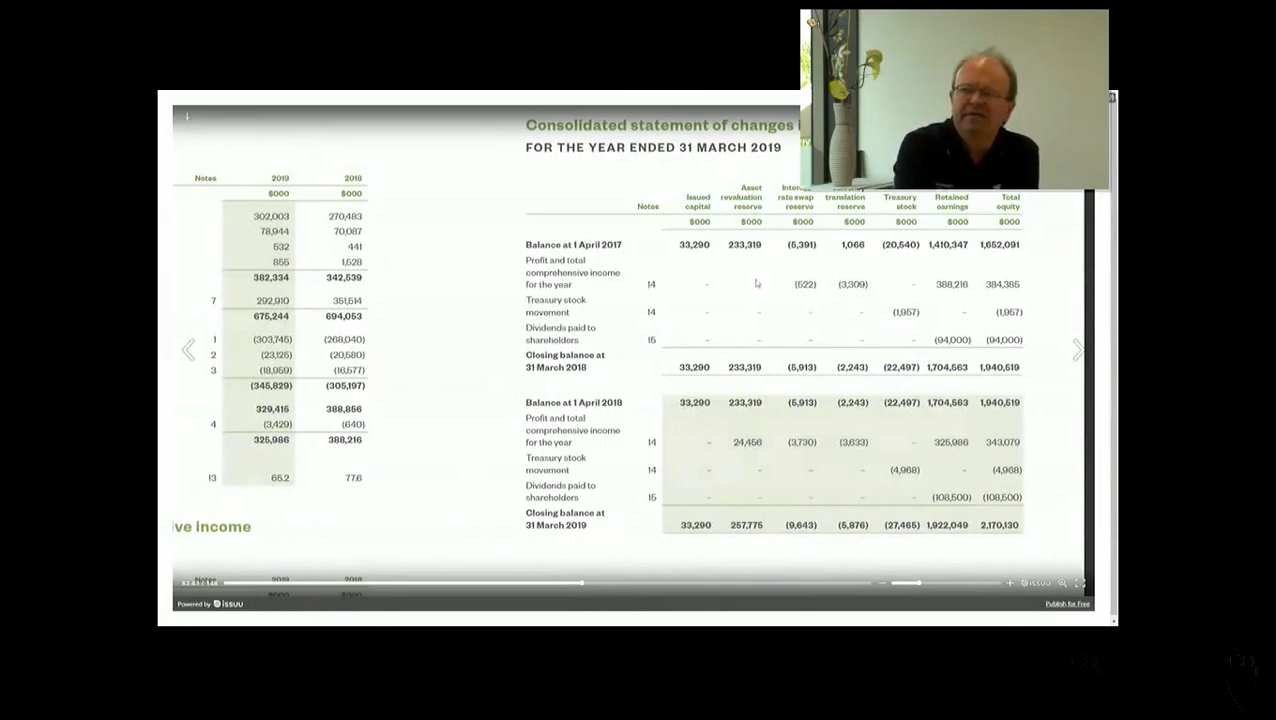 Consolidated statement of changes
FOR THE YEAR ENDED 31 MARCH 2019
Notes 2019 2018
$000 $000
302,003 270,483
78,944 70,087
532 441
855 1,528
382,334 342,539
7 292,910 351,514
675,244 694,053
1 (303,745) (268,040)
2 (23,125) (20,580)
3 (18,959) (16,577)
(345,829) (305,197)
329,415 388,856
4 (3,429) (640)
325,986 388,216
13 65.2 77.6
ive income
Notes 2019 2018
$000 $000
Asset
Issued revaluation rate swap translation Treasury Retained Total
Notes capital reserve reserve reserve stock earnings equity
$000 $000 $000 $000 $000 $000 $000
Balance at 1 April 2017 33,290 233,319 (5,391) 1,066 (20,540) 1,410,347 1,652,091
Profit and total
comprehensive income
for the year 14 – – (522) (3,309) – 388,216 384,385
Treasury stock
movement 14 – – – – (1,957) – (1,957)
Dividends paid to
shareholders 15 – – – – – (94,000) (94,000)
Closing balance at
31 March 2018 33,290 233,319 (5,913) (2,243) (22,497) 1,704,563 1,940,519
Balance at 1 April 2018 33,290 233,319 (5,913) (2,243) (22,497) 1,704,563 1,940,519
Profit and total
comprehensive income
for the year 14 – 24,456 (3,730) (3,633) – 325,986 343,079
Treasury stock
movement 14 – – – – (4,968) – (4,968)
Dividends paid to
shareholders 15 – – – – – (108,500) (108,500)
Closing balance at
31 March 2019 33,290 257,775 (9,643) (5,876) (27,465) 1,922,049 2,170,130
issuu
Powered by issuu
Publish for Free